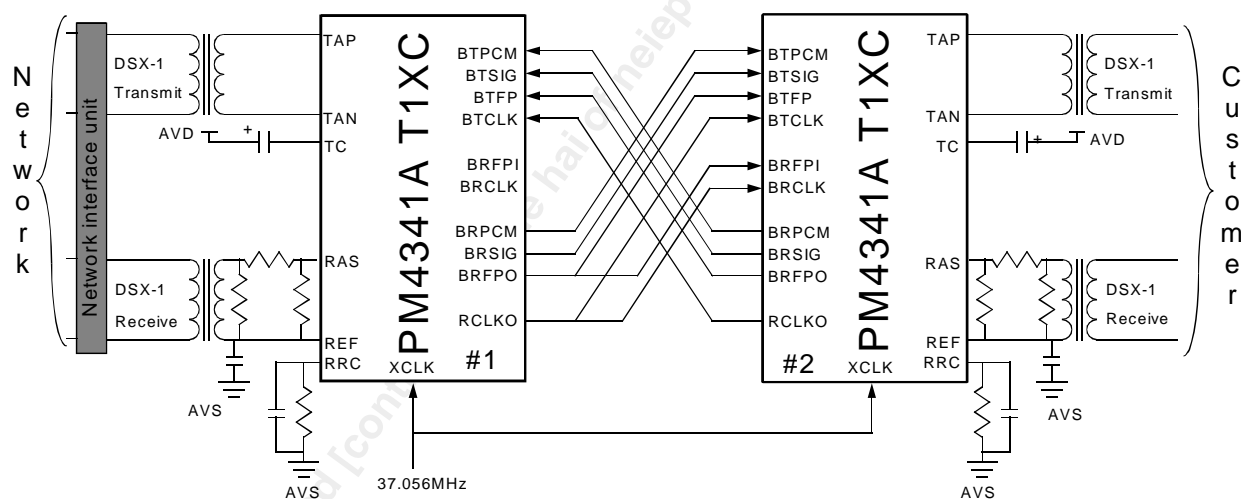 Network
Network interface unit
DSX-1
Transmit
AVD
+
DSX-1
Receive
AVS
AVS
TAP
TAN
TC
RAS
REF
RRC
XCLK
PM4341A T1XC
#1
BTPCM
BTSIG
BTFP
BTCLK
BRFPI
BRCLK
BRPCM
BRSIG
BRFPO
RCLKO
37.056MHz
BTPCM
BTSIG
BTFP
BTCLK
BRFPI
BRCLK
BRPCM
BRSIG
BRFPO
RCLKO
#2
PM4341A T1XC
XCLK
TAP
TAN
TC
RAS
REF
RRC
DSX-1
Transmit
+
AVD
DSX-1
Receive
AVS
AVS
Customer